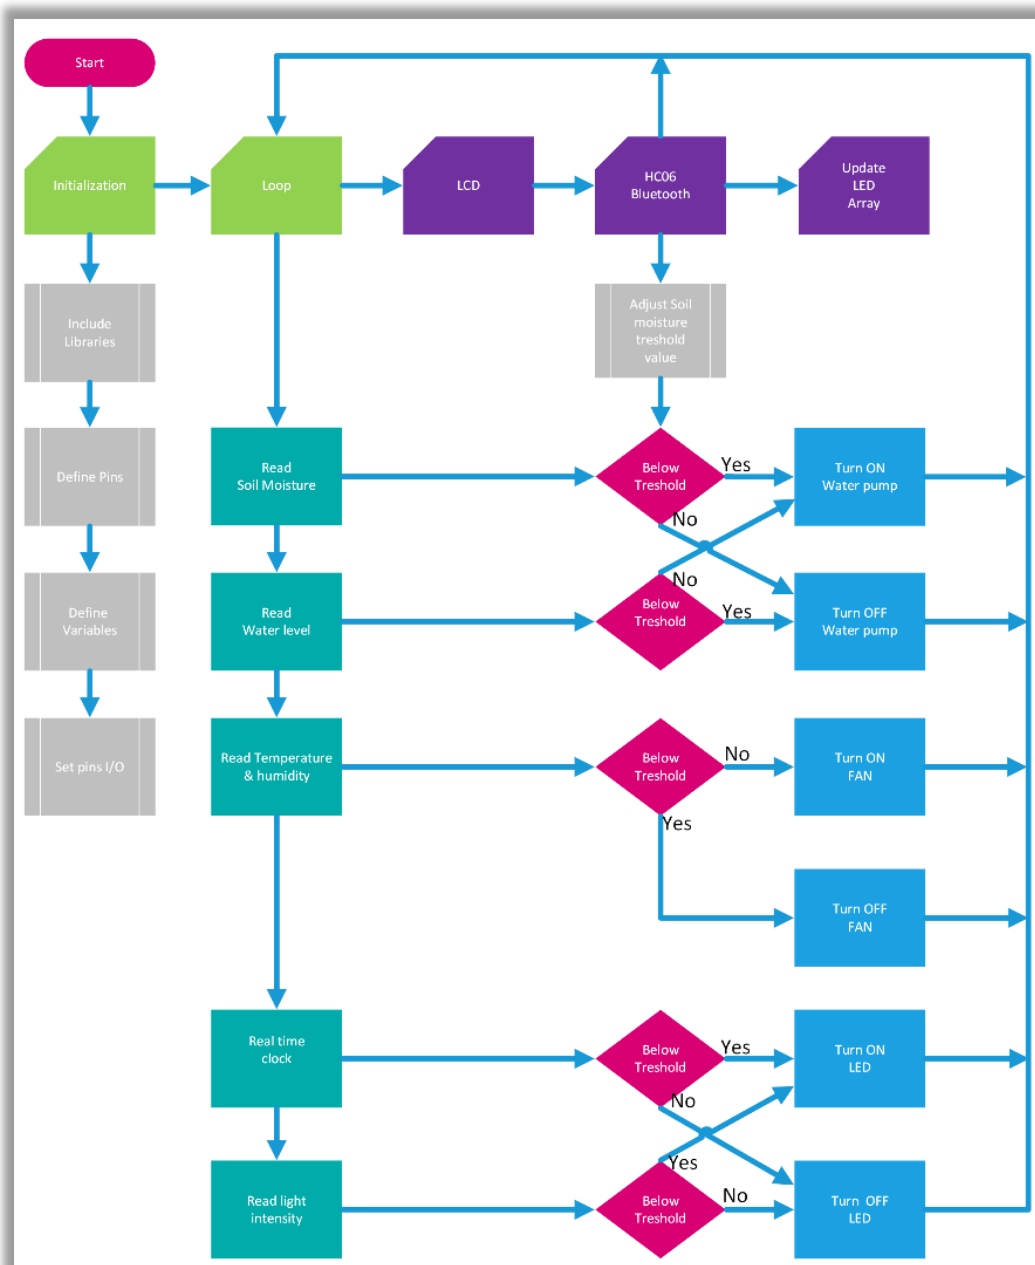 Start
Initialization
Loop
LCD
HC06
Bluetooth
Update
LED
Array
Include
Libraries
Adjust Soil
moisture
treshold
value
Define Pins
Read
Soil Moisture
Below
Treshold
Yes
No
Turn ON
Water pump
Define
Variables
Read
Water level
No
Below
Treshold
Yes
Turn OFF
Water pump
Set pins I/O
Read Temperature
& humidity
Below
Treshold
No
Yes
Turn ON
FAN
Turn OFF
FAN
Real time
clock
Below
Treshold
Yes
No
Turn ON
LED
Read light
intensity
Yes
Below
Treshold
No
Turn OFF
LED